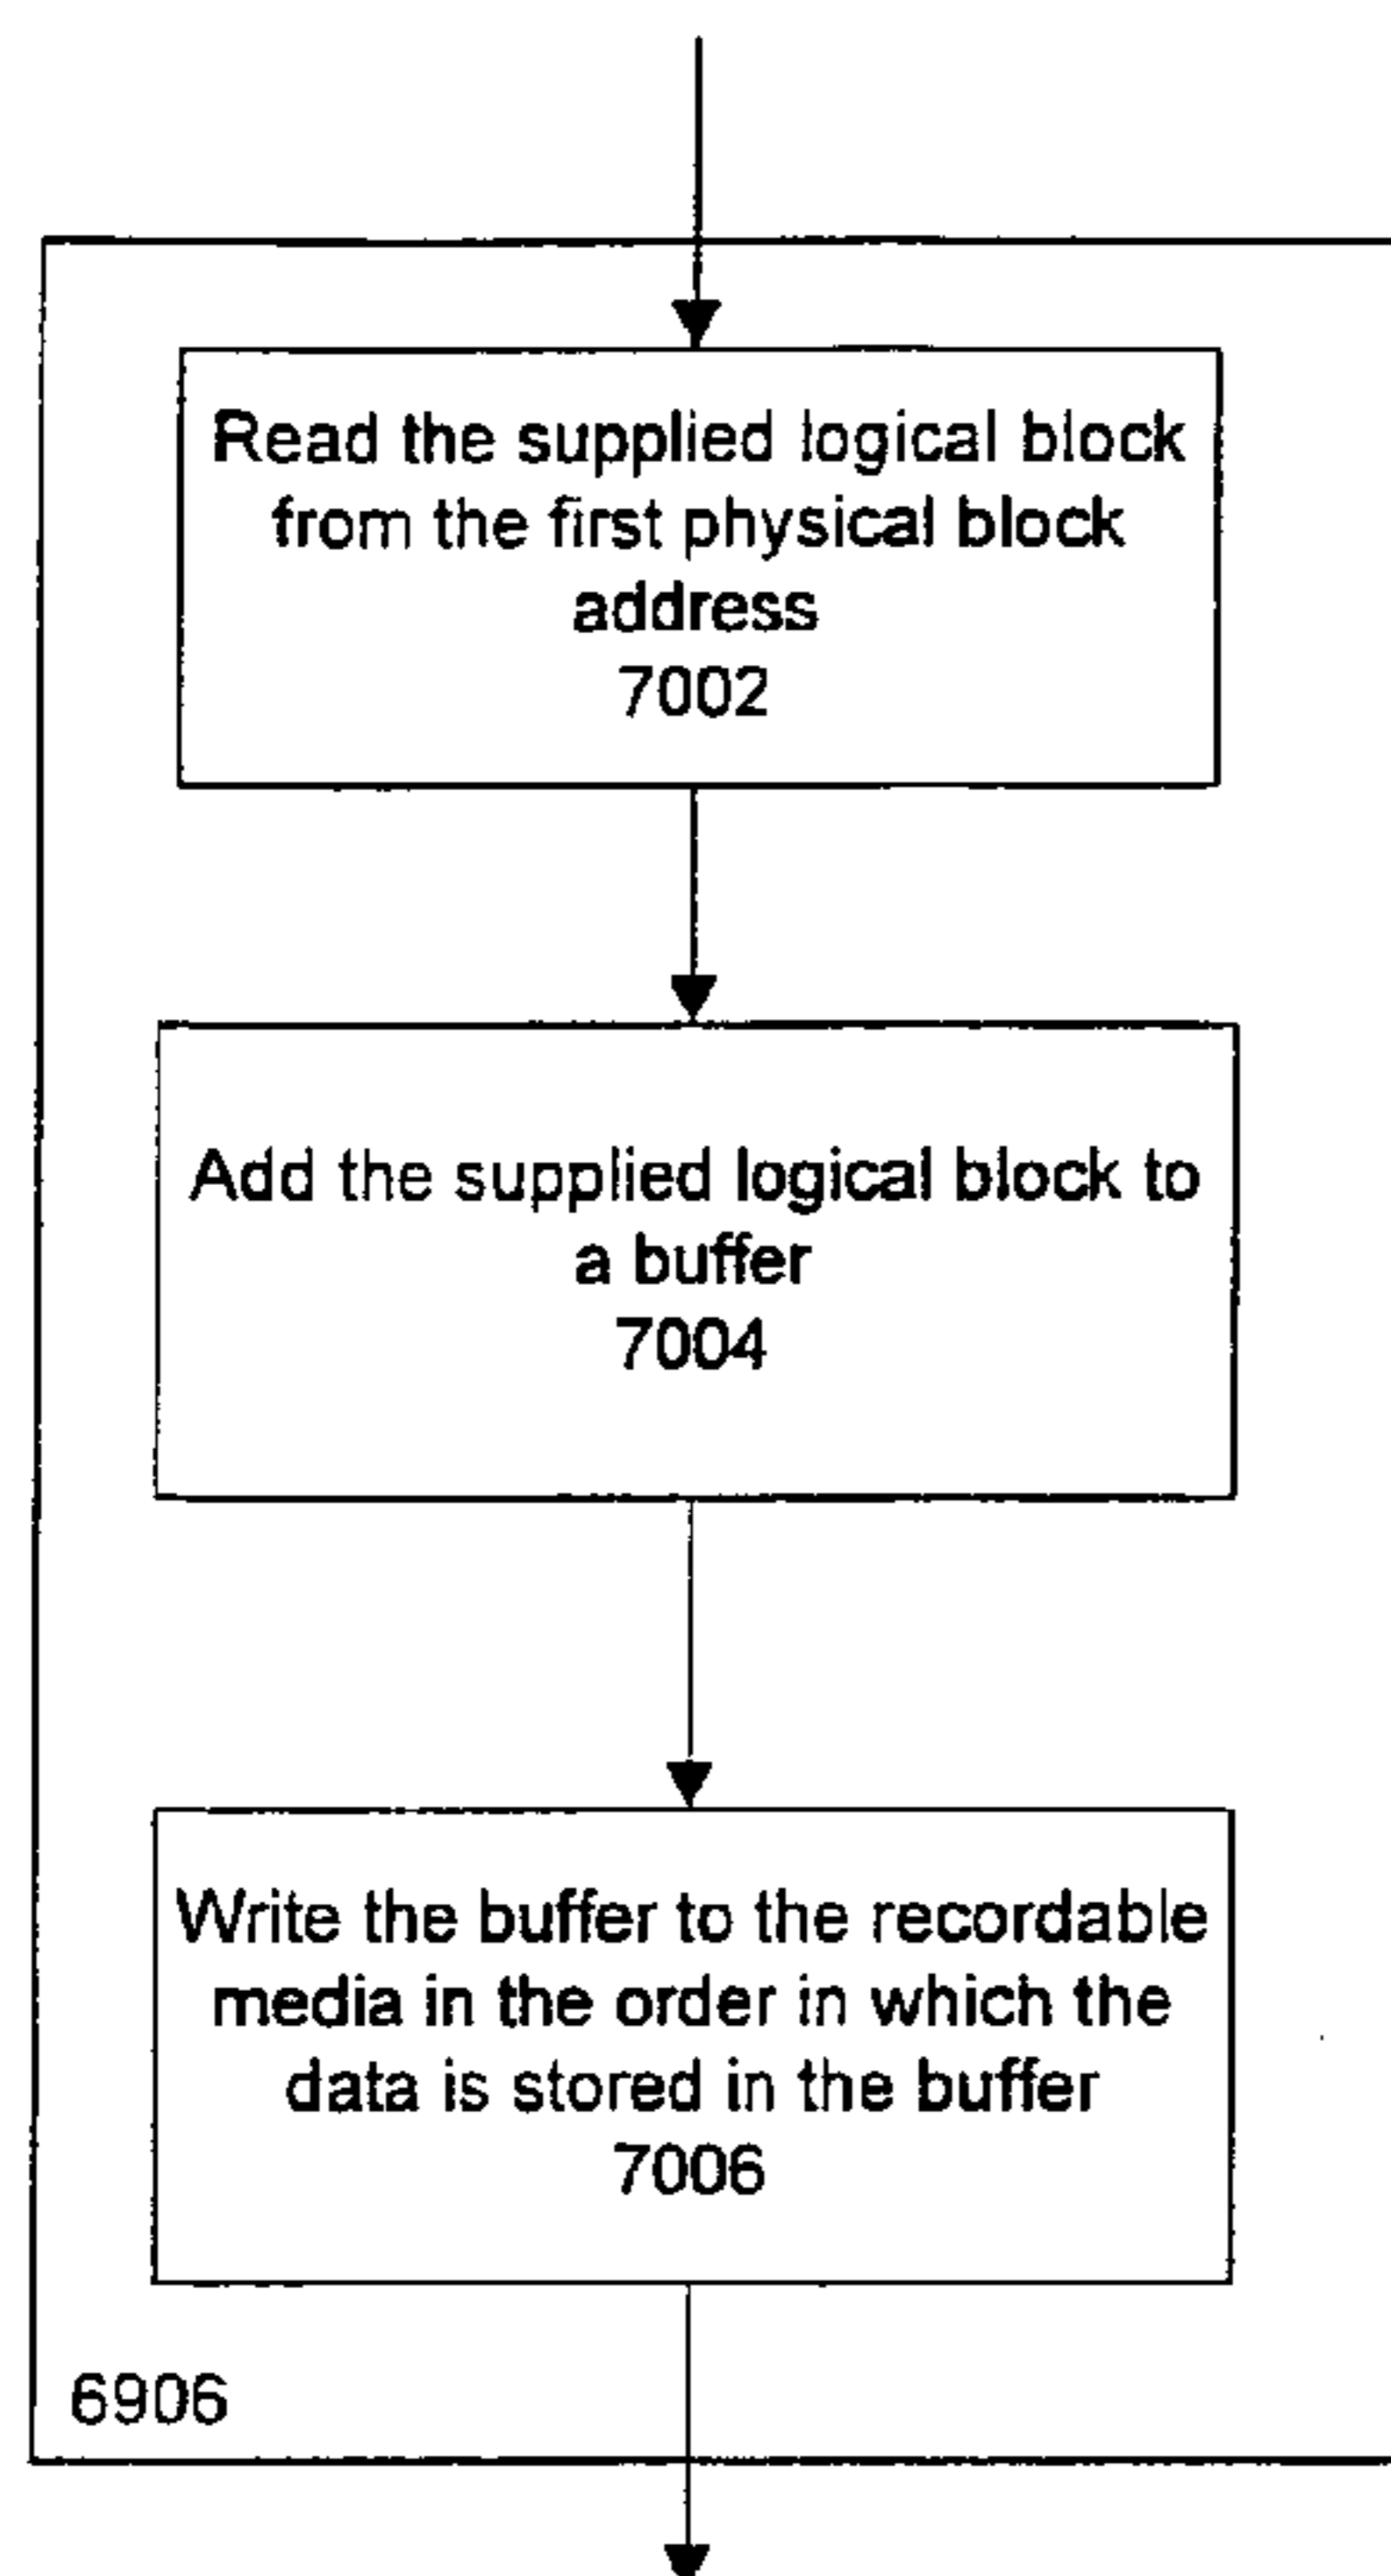 Read the supplied logical block
from the first physical block
address
7002
Add the supplied logical block to
a buffer
7004
Write the buffer to the recordable
media in the order in which the
data is stored in the buffer
7006
6906